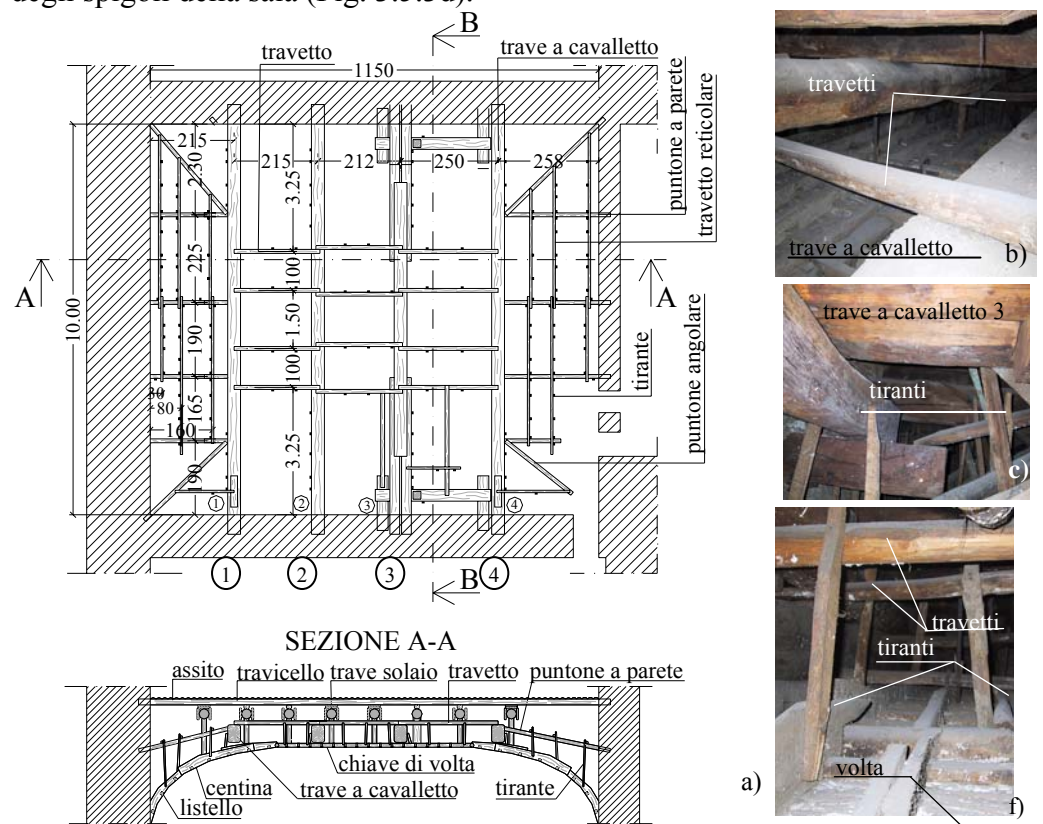 degli spigoli della sala (Fig. 3.5.3d).
B
travetto
trave a cavalletto
1150
215
2.30
215
212
250
258
3.25
puntone a parete
travetto reticolare
A
A
225
100
10.00
190
1.50
100
165
80
160
190
3.25
tirante
puntone angolare
1
2
3
4
1
2
3
4
B
SEZIONE A-A
assito
travicello
trave solaio
travetto
puntone a parete
chiave di volta
centina
trave a cavalletto
tirante
listello
a)
travetti
trave a cavalletto
b)
trave a cavalletto 3
tiranti
c)
travetti
tiranti
volta
f)